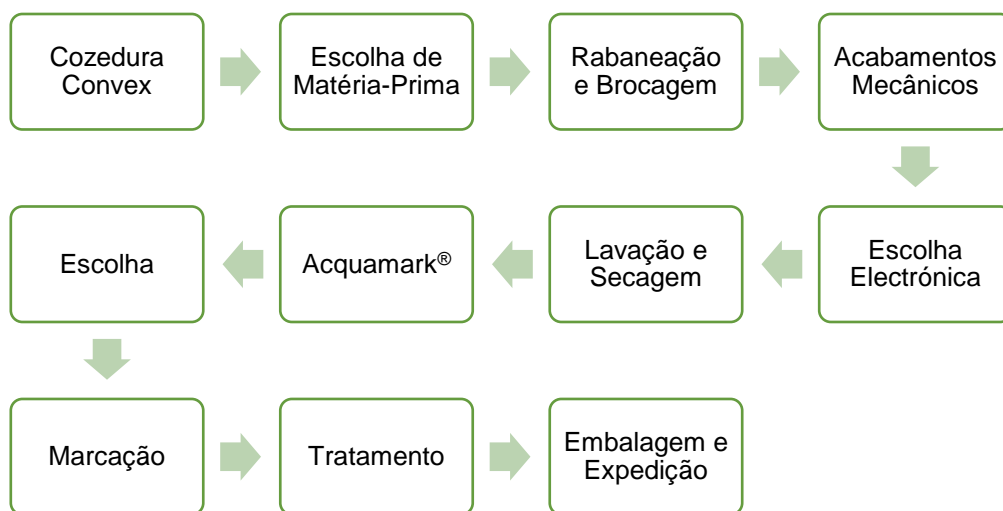 Cozedura
Convex
Escolha de
Matéria-Prima
Rabaneação
e Brocagem
Acabamentos
Mecânicos
Escolha
Electrónica
Lavação e
Secagem
Acquamark®
Escolha
Marcação
Tratamento
Embalagem e
Expedição